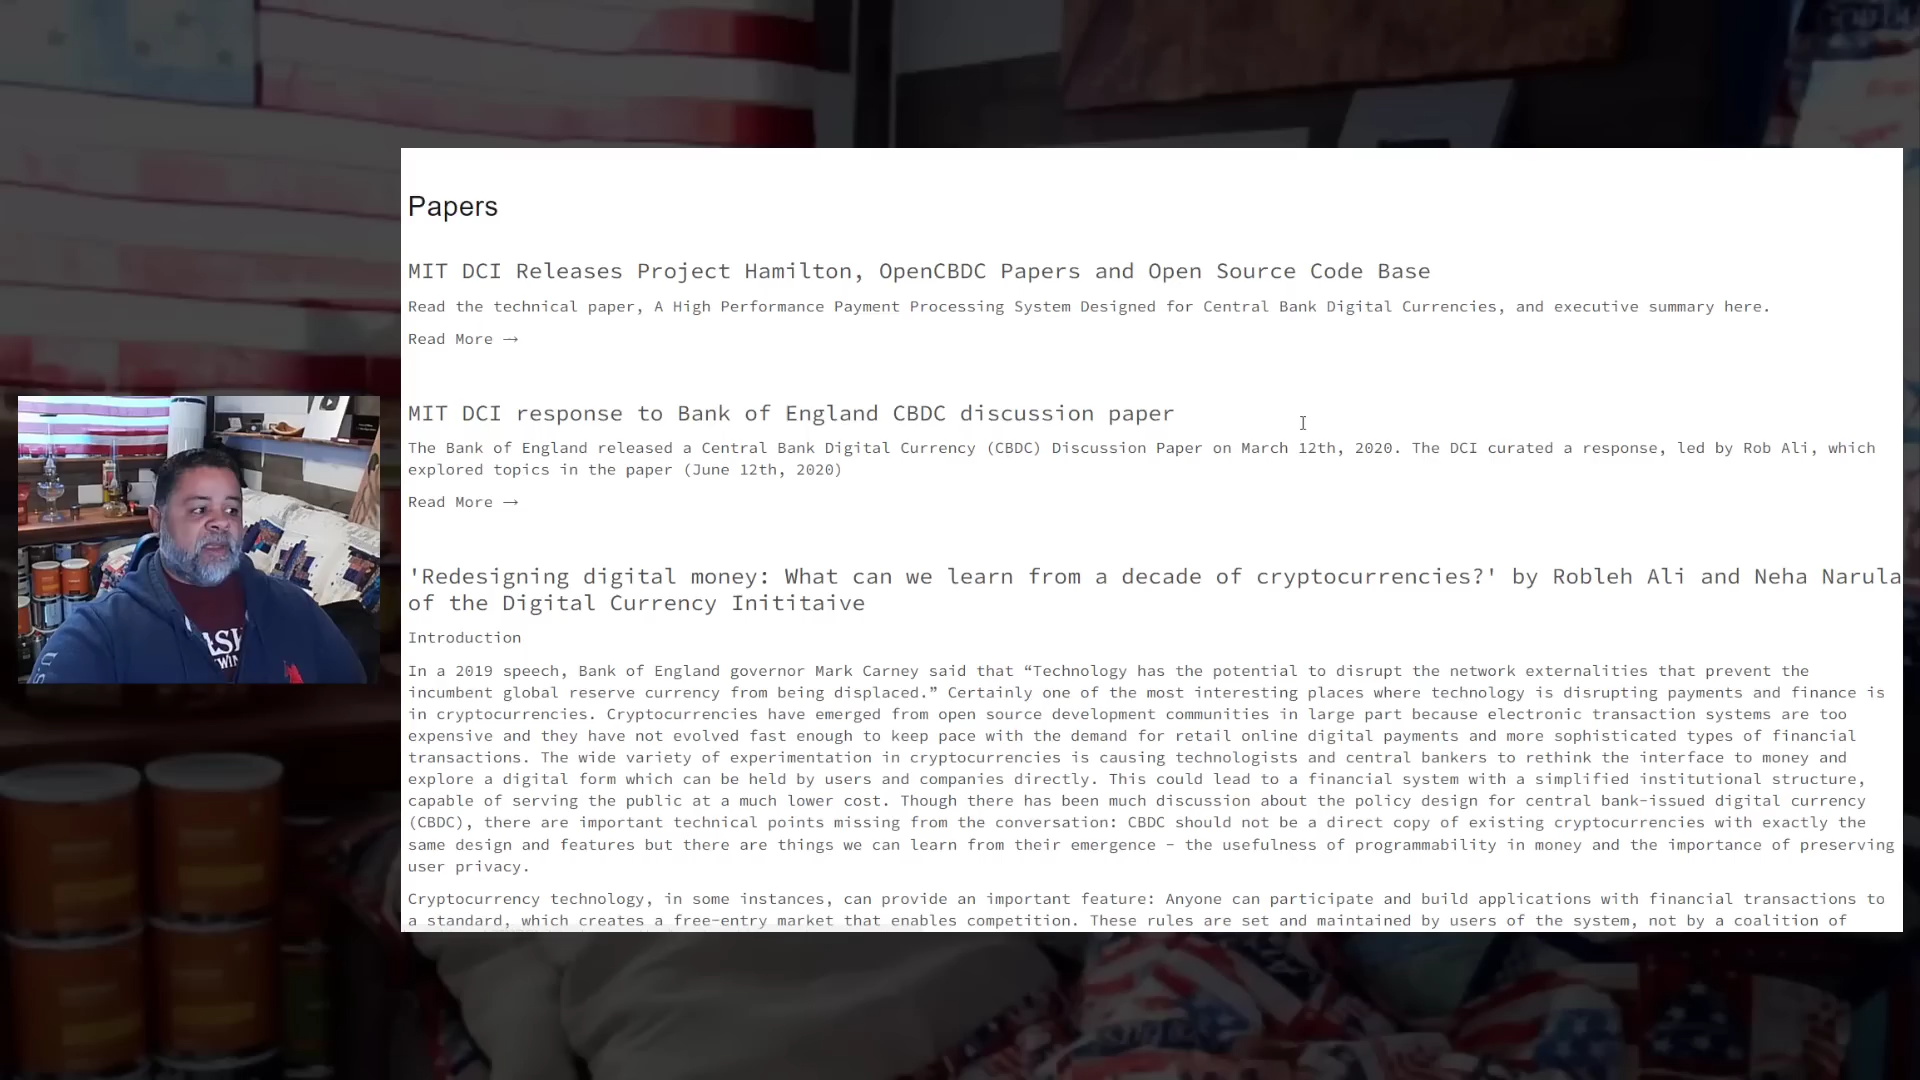 Papers
MIT DCI Releases Project Hamilton, OpenCBDC Papers and Open Source Code Base
Read the technical paper, A High Performance Payment Processing System Designed for Central Bank Digital Currencies, and executive summary here.
Read More →
MIT DCI response to Bank of England CBDC discussion paper
The Bank of England released a Central Bank Digital Currency (CBDC) Discussion Paper on March 12th, 2020. The DCI curated a response, led by Rob Ali, which
explored topics in the paper (June 12th, 2020)
Read More →
'Redesigning digital money: What can we learn from a decade of cryptocurrencies?' by Robleh Ali and Neha Narula
of the Digital Currency Inititaive
Introduction
In a 2019 speech, Bank of England governor Mark Carney said that “Technology has the potential to disrupt the network externalities that prevent the
incumbent global reserve currency from being displaced.” Certainly one of the most interesting places where technology is disrupting payments and finance is
in cryptocurrencies. Cryptocurrencies have emerged from open source development communities in large part because electronic transaction systems are too
expensive and they have not evolved fast enough to keep pace with the demand for retail online digital payments and more sophisticated types of financial
transactions. The wide variety of experimentation in cryptocurrencies is causing technologists and central bankers to rethink the interface to money and
explore a digital form which can be held by users and companies directly. This could lead to a financial system with a simplified institutional structure,
capable of serving the public at a much lower cost. Though there has been much discussion about the policy design for central bank-issued digital currency
(CBDC), there are important technical points missing from the conversation: CBDC should not be a direct copy of existing cryptocurrencies with exactly the
same design and features but there are things we can learn from their emergence – the usefulness of programmability in money and the importance of preserving
user privacy.
Cryptocurrency technology, in some instances, can provide an important feature: Anyone can participate and build applications with financial transactions to
a standard, which creates a free-entry market that enables competition. These rules are set and maintained by users of the system, not by a coalition of